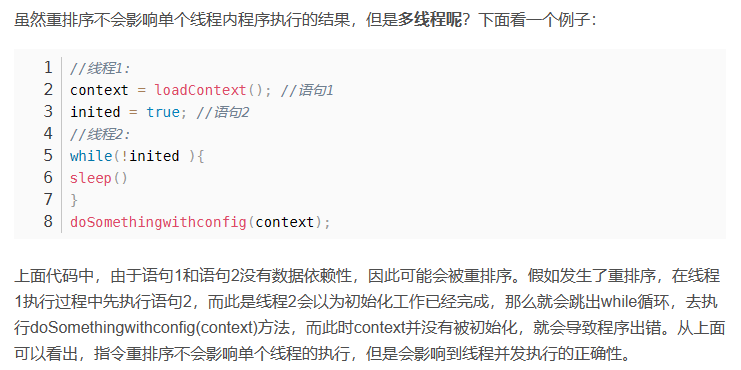 虽然重排序不会影响单个线程内程序执行的结果，但是多线程呢？下面看一个例子：
1 //线程1:
2 context = loadContext(); //语句1
3 inited = true; //语句2
4 //线程2:
5 while(!inited ){
6 sleep()
7 }
8 doSomethingwithconfig(context);
上面代码中，由于语句1和语句2没有数据依赖性，因此可能会被重排序。假如发生了重排序，在线程
1执行过程中先执行语句2，而此是线程2会以为初始化工作已经完成，那么就会跳出while循环，去执
行doSomethingwithconfig(context)方法，而此时context并没有被初始化，就会导致程序出错。从上面
可以看出，指令重排序不会影响单个线程的执行，但是会影响到线程并发执行的正确性。